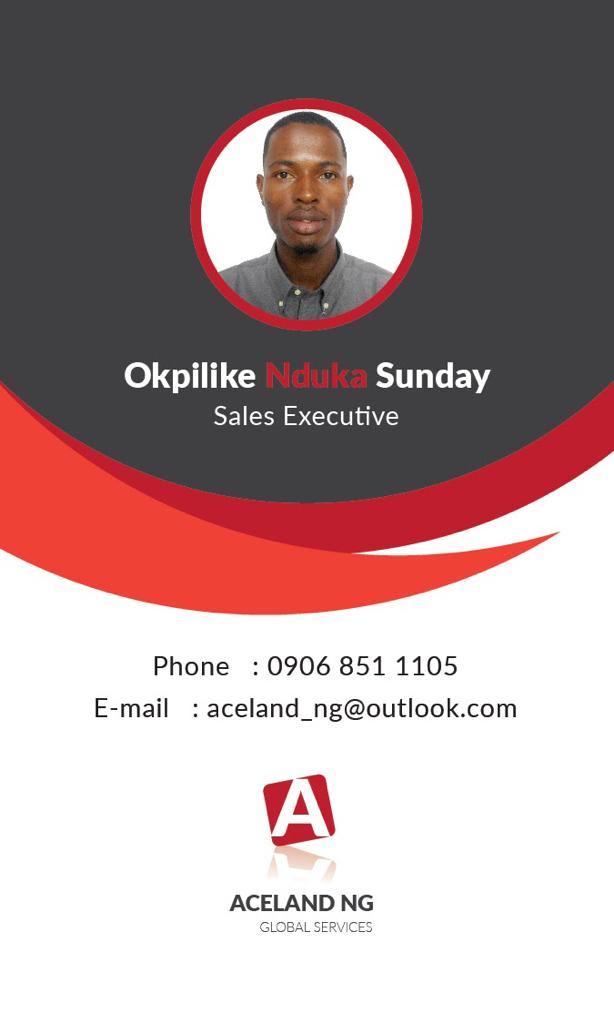 Okpilike Nduka Sunday
Sales Executive
Phone : 0906 851 1105
E-mail : aceland_ng@outlook.com
A
ACELAND NG
GLOBAL SERVICES